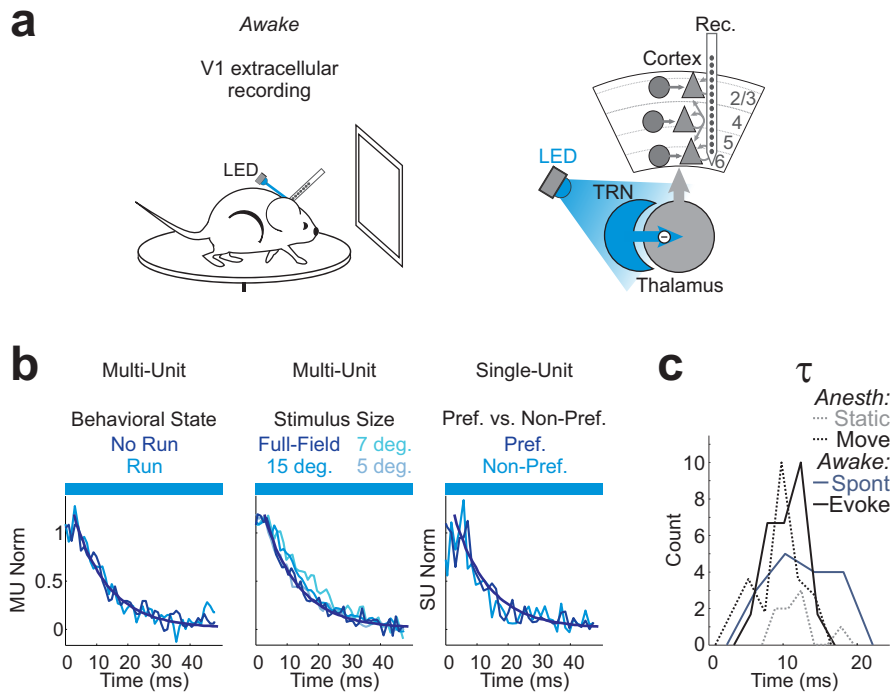 a
Awake
V1 extracellular
recording
LED
Rec.
Cortex
2/3
4
5
6
LED
TRN
−
Thalamus
b
Multi-Unit
Behavioral State
No Run
Run
MU Norm
1
0.5
0
0 10 20 30 40
Time (ms)
Multi-Unit
Stimulus Size
Full-Field 7 deg.
15 deg. 5 deg.
0 10 20 30 40
Time (ms)
Single-Unit
Pref. vs. Non-Pref.
Pref.
Non-Pref.
SU Norm
0 10 20 30 40
Time (ms)
c
τ
Anesth:
Static
Move
Awake:
Spont
Evoke
Count
10
8
6
4
2
0
0 10 20
Time (ms)